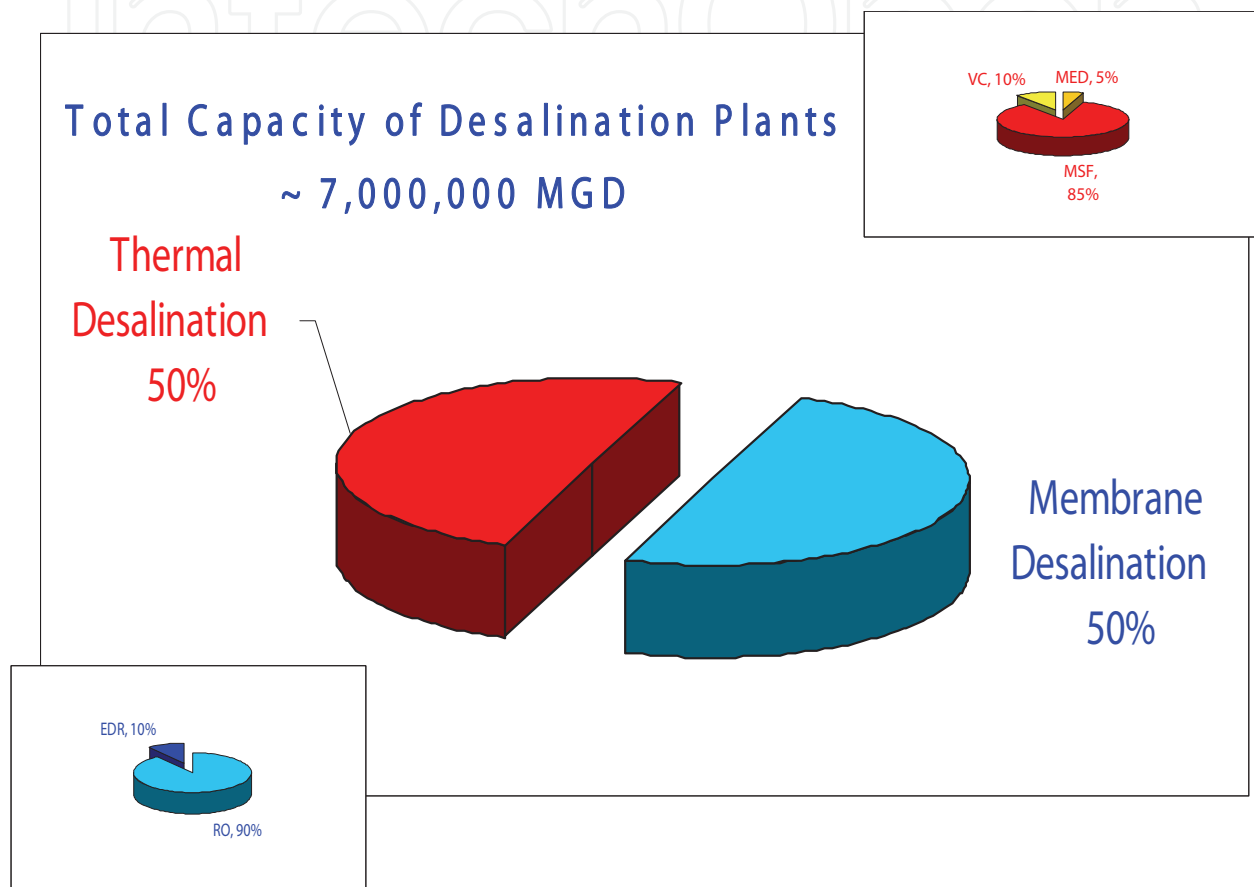 Total Capacity of Desalination Plants
~ 7,000,000 MGD
VC, 10%
MED, 5%
MSF,
85%
Thermal
Desalination
50%
Membrane
Desalination
50%
EDR, 10%
RO, 90%